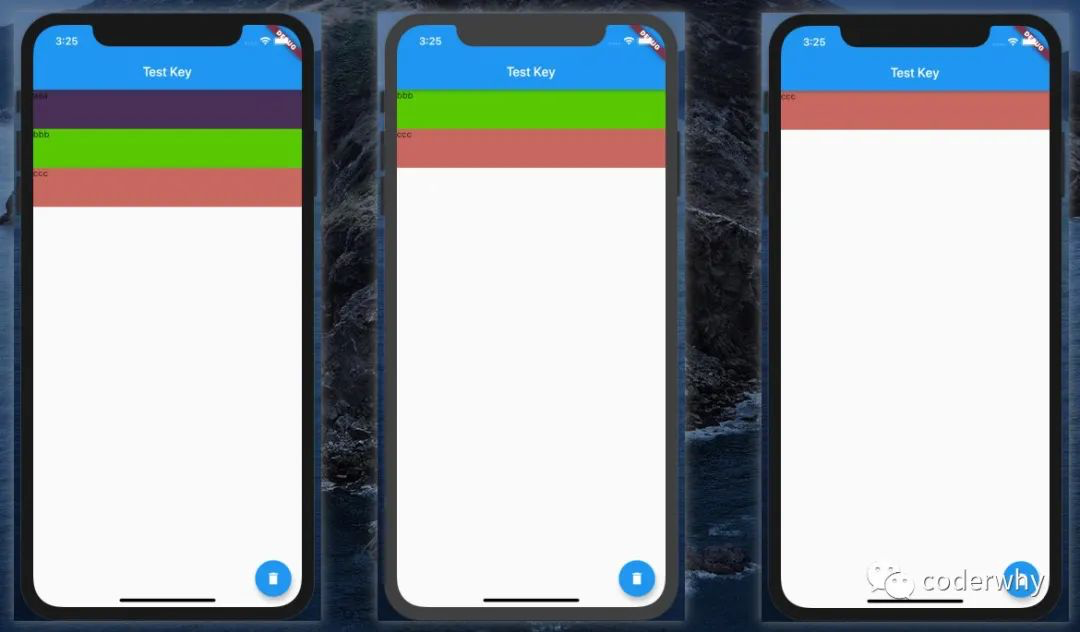 3:25
DEBUG
Test Key
aaa
bbb
ccc
3:25
DEBUG
Test Key
bbb
ccc
3:25
DEBUG
Test Key
ccc
coderwhy